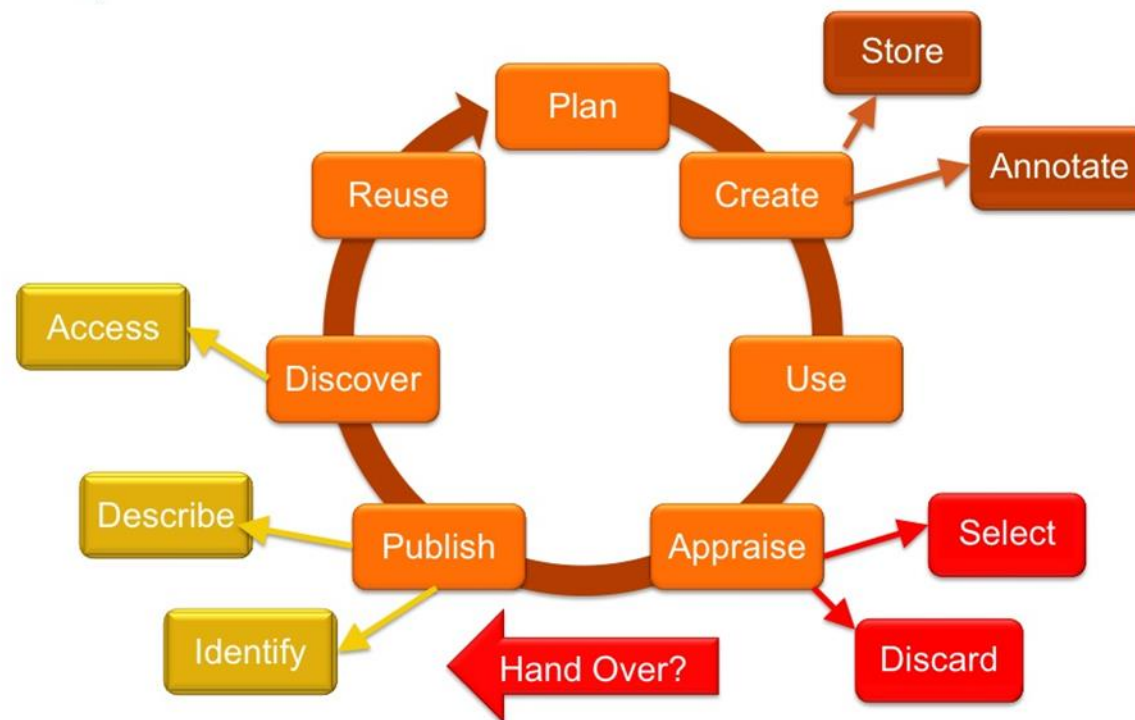 Store
Plan
Annotate
Create
Reuse
Access
Discover
Use
Describe
Publish
Appraise
Select
Identify
Hand Over?
Discard